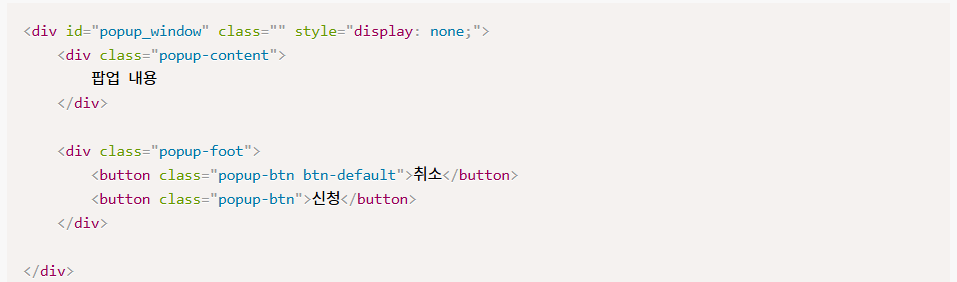 <div id="popup_window" class="" style="display: none;">
<div class="popup-content">
팝업 내용
</div>
<div class="popup-foot">
<button class="popup-btn btn-default">취소</button>
<button class="popup-btn">신청</button>
</div>
</div>